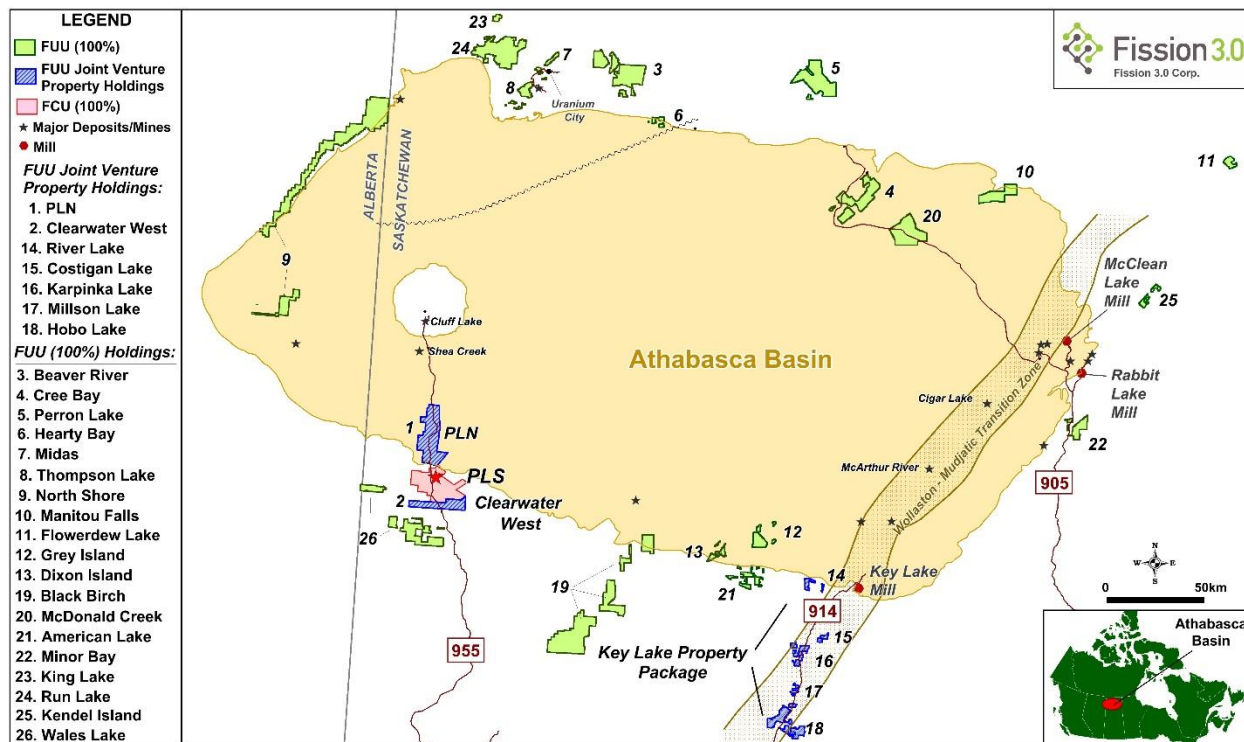 LEGEND
FUU (100%)
FUU Joint Venture
Property Holdings
FCU (100%)
Major Deposits/Mines
Mill
FUU Joint Venture
Property Holdings:
1. PLN
2. Clearwater West
14. River Lake
15. Costigan Lake
16. Karpinka Lake
17. Millson Lake
18. Hobo Lake
FUU (100%) Holdings:
3. Beaver River
4. Cree Bay
5. Perron Lake
6. Hearty Bay
7. Midas
8. Thompson Lake
9. North Shore
10. Manitou Falls
11. Flowerdew Lake
12. Grey Island
13. Dixon Island
19. Black Birch
20. McDonald Creek
21. American Lake
22. Minor Bay
23. King Lake
24. Run Lake
25. Kendel Island
26. Wales Lake
Fission 3.0
Fission 3.0 Corp.
23
24
7
8
Uranium
City
3
5
6
11
10
4
20
ALBERTA
SASKATCHEWAN
9
McClean
Lake
Mill
25
Cluff Lake
Shea Creek
Athabasca Basin
Rabbit
Lake
Mill
Cigar Lake
Wollaston - Mudjatic Transition Zone
22
1
PLN
McArthur River
905
PLS
2
Clearwater
West
26
12
13
21
19
14
Key Lake
Mill
914
955
Key Lake Property
Package
15
16
17
18
N
W
E
S
0
50km
Athabasca
Basin